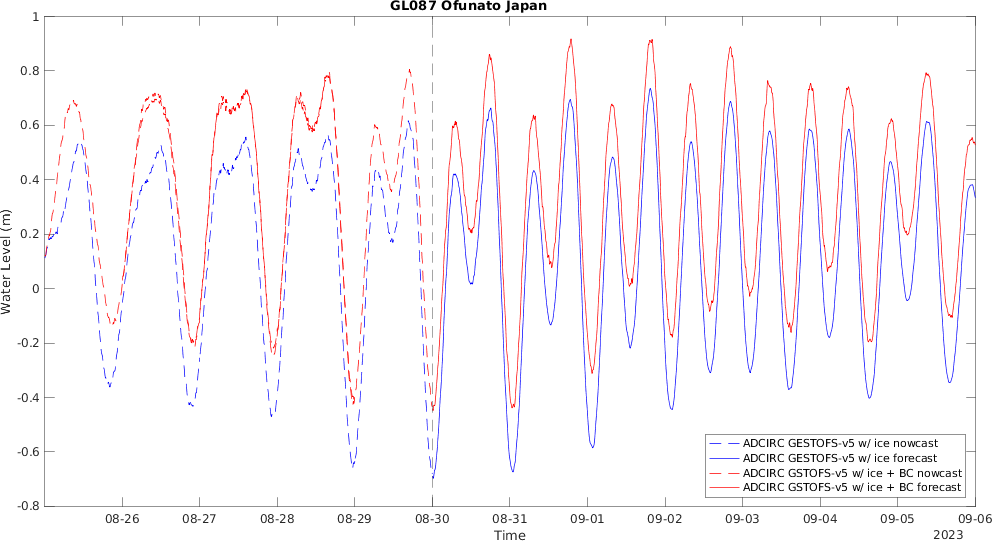 GL087 Ofunato Japan
1
0.8
0.6
0.4
0.2
0
-0.2
-0.4
-0.6
-0.8
Water Level (m)
ADCIRC GESTOFS-v5 w/ ice nowcast
ADCIRC GESTOFS-v5 w/ ice forecast
ADCIRC GSTOFS-v5 w/ ice + BC nowcast
ADCIRC GSTOFS-v5 w/ ice + BC forecast
08-26 08-27 08-28 08-29 08-30 08-31 09-01 09-02 09-03 09-04 09-05 09-06
Time
2023